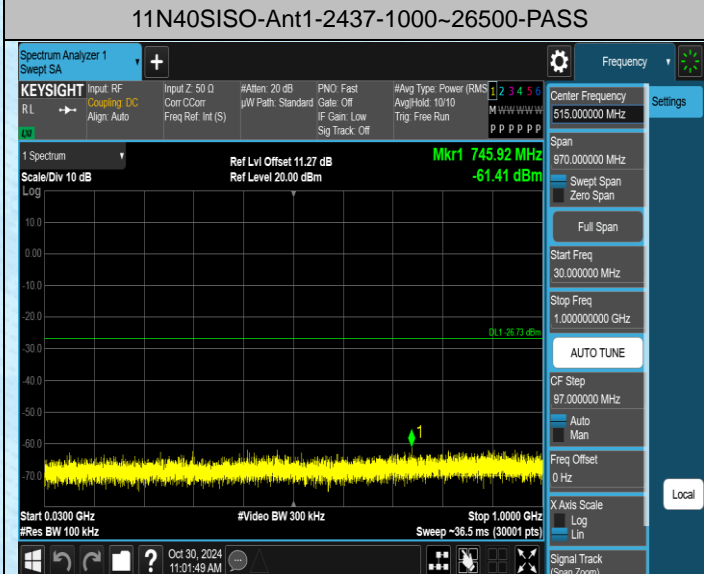 11N40SISO-Ant1-2437-1000~26500-PASS
Spectrum Analyzer 1
Swept SA
Frequency
KEYSIGHT
RL
LXI
Input: RF
Coupling: DC
Align: Auto
Input Z: 50 Ω
Corr CCorr
Freq Ref: Int (S)
#Atten: 20 dB
µW Path: Standard
PNO: Fast
Gate: Off
IF Gain: Low
Sig Track: Off
#Avg Type: Power (RMS
Avg|Hold: 10/10
Trig: Free Run
1 2 3 4 5 6
M W W W W W
P P P P P P
1 Spectrum
Scale/Div 10 dB
Log
Ref Lvl Offset 11.27 dB
Ref Level 20.00 dBm
Mkr1 745.92 MHz
-61.41 dBm
10.0
0.00
-10.0
-20.0
-30.0
-40.0
-50.0
-60.0
-70.0
DL1 -26.73 dBm
1
Start 0.0300 GHz
#Res BW 100 kHz
#Video BW 300 kHz
Stop 1.0000 GHz
Sweep ~36.5 ms (30001 pts)
Oct 30, 2024
11:01:49 AM
Center Frequency
515.000000 MHz
Span
970.000000 MHz
Swept Span
Zero Span
Full Span
Start Freq
30.000000 MHz
Stop Freq
1.000000000 GHz
AUTO TUNE
CF Step
97.000000 MHz
Auto
Man
Freq Offset
0 Hz
X Axis Scale
Log
Lin
Signal Track
(Span Zoom)
Settings
Local